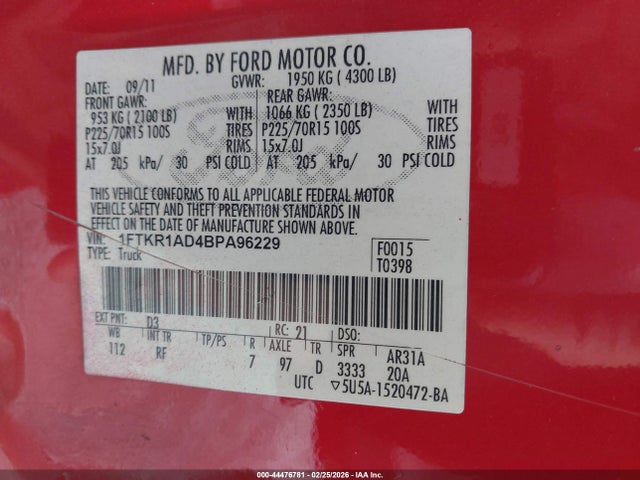 MFD. BY FORD MOTOR CO.
DATE: 09/11 GVWR: 1950 KG ( 4300 LB)
FRONT GAWR: REAR GAWR:
953 KG ( 2100 LB) WITH 1066 KG ( 2350 LB) WITH
P225/70R15 100S TIRES P225/70R15 100S TIRES
15x7.0J RIMS 15x7.0J RIMS
AT 205 kPa/ 30 PSI COLD AT 205 kPa/ 30 PSI COLD
THIS VEHICLE CONFORMS TO ALL APPLICABLE FEDERAL MOTOR
VEHICLE SAFETY AND THEFT PREVENTION STANDARDS IN
EFFECT ON THE DATE OF MANUFACTURE SHOWN ABOVE.
VIN: 1FTKR1AD4BPA96229 F0015
TYPE: Truck T0398
EXT PNT: D3 RC: 21 DSO:
WB INT TR TP/PS R AXLE TR SPR AR31A
112 RF 7 97 D 3333 20A
UTC ▽5U5A-1520472-BA
000-44476781 - 02/25/2026 - IAA Inc.